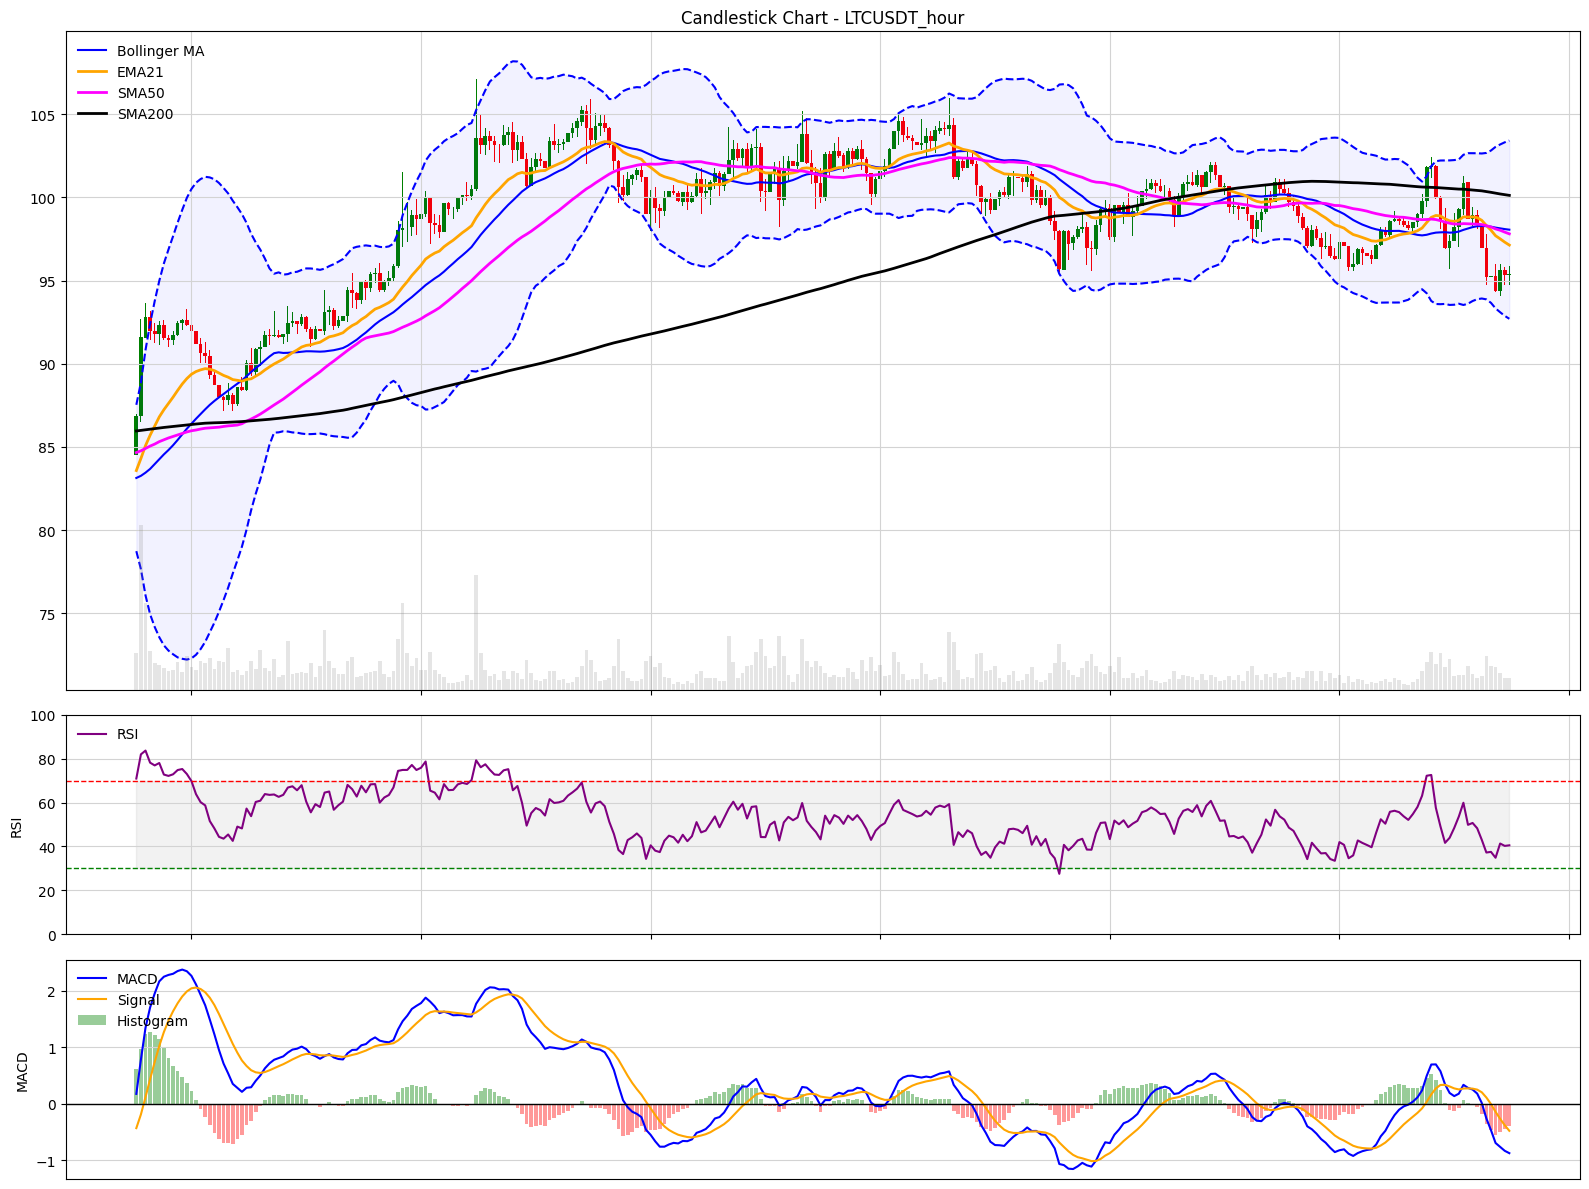 Candlestick Chart - LTCUSDT_hour
Bollinger MA
EMA21
SMA50
SMA200
105
100
95
90
85
80
75
RSI
100
80
60
40
20
0
RSI
MACD
Signal
Histogram
2
1
0
−1
MACD